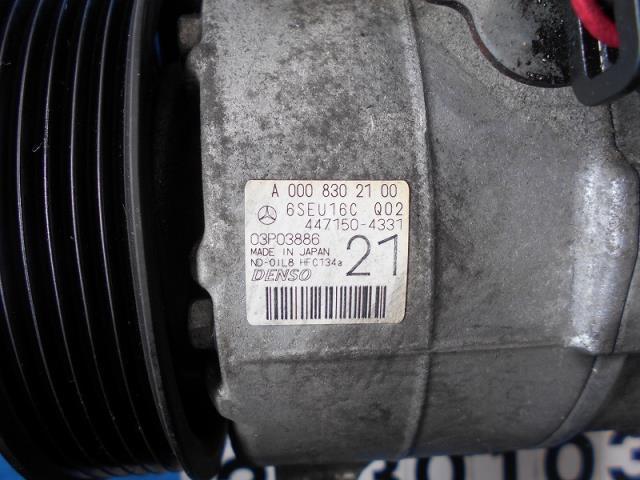 A 000 830 21 00
6SEU16C Q02
447150-4331
03P03886
MADE IN JAPAN
ND-OIL8 HFC134a
21
DENSO